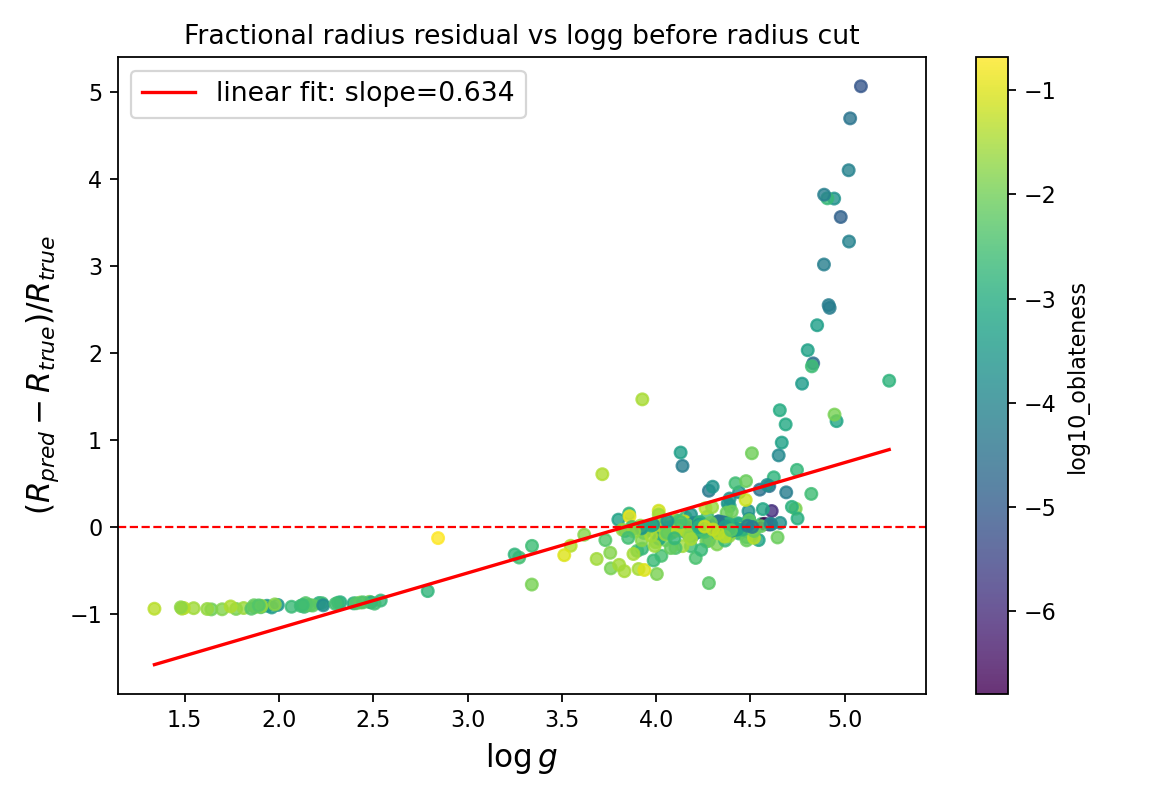 Fractional radius residual vs logg before radius cut
linear fit: slope=0.634
(R_pred − R_true)/R_true
5
4
3
2
1
0
−1
1.5 2.0 2.5 3.0 3.5 4.0 4.5 5.0
log g
−1
−2
−3
−4
−5
−6
log10_oblateness